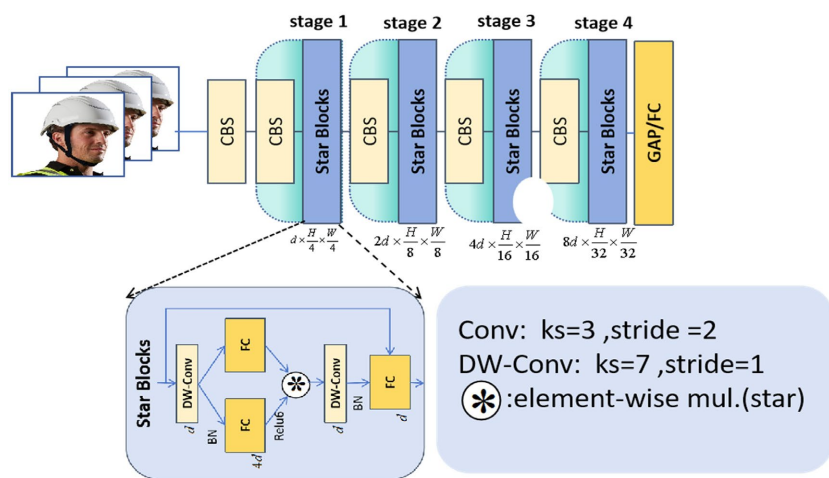 stage 1
stage 2
stage 3
stage 4
CBS
CBS
Star Blocks
CBS
Star Blocks
CBS
Star Blocks
CBS
Star Blocks
GAP/FC
d × H/4 × W/4
2d × H/8 × W/8
4d × H/16 × W/16
8d × H/32 × W/32
Star Blocks
DW-Conv
d
BN
FC
FC
4d
Relu6
*
DW-Conv
d
BN
FC
d
Conv: ks=3 ,stride =2
DW-Conv: ks=7 ,stride=1
* :element-wise mul.(star)